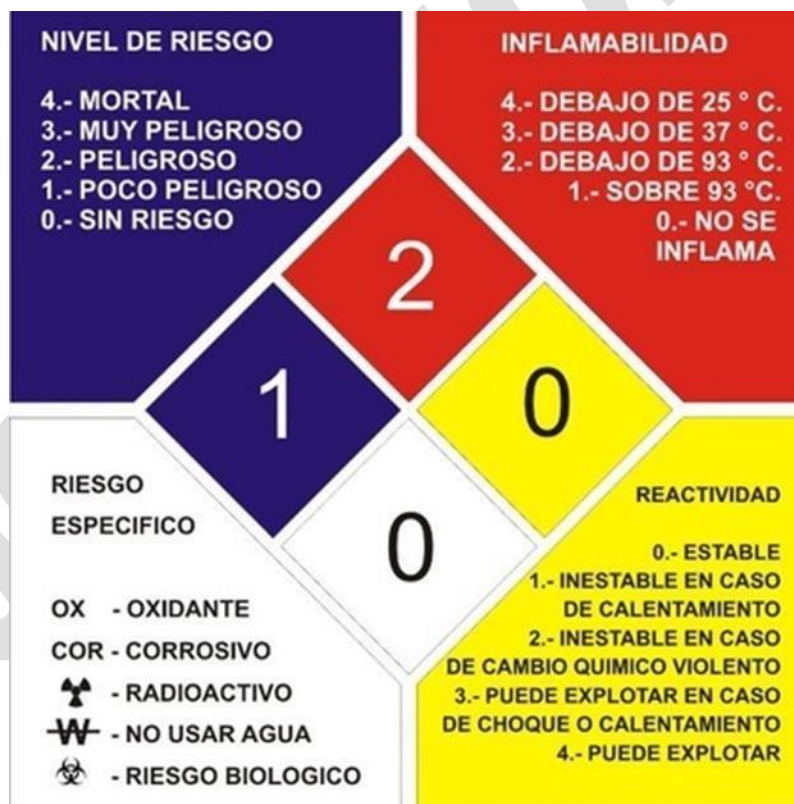 NIVEL DE RIESGO
4.- MORTAL
3.- MUY PELIGROSO
2.- PELIGROSO
1.- POCO PELIGROSO
0.- SIN RIESGO
INFLAMABILIDAD
4.- DEBAJO DE 25 ° C.
3.- DEBAJO DE 37 ° C.
2.- DEBAJO DE 93 ° C.
1.- SOBRE 93 °C.
0.- NO SE
INFLAMA
2
1
0
0
RIESGO
ESPECIFICO
OX - OXIDANTE
COR - CORROSIVO
- RADIOACTIVO
W - NO USAR AGUA
- RIESGO BIOLOGICO
REACTIVIDAD
0.- ESTABLE
1.- INESTABLE EN CASO
DE CALENTAMIENTO
2.- INESTABLE EN CASO
DE CAMBIO QUIMICO VIOLENTO
3.- PUEDE EXPLOTAR EN CASO
DE CHOQUE O CALENTAMIENTO
4.- PUEDE EXPLOTAR